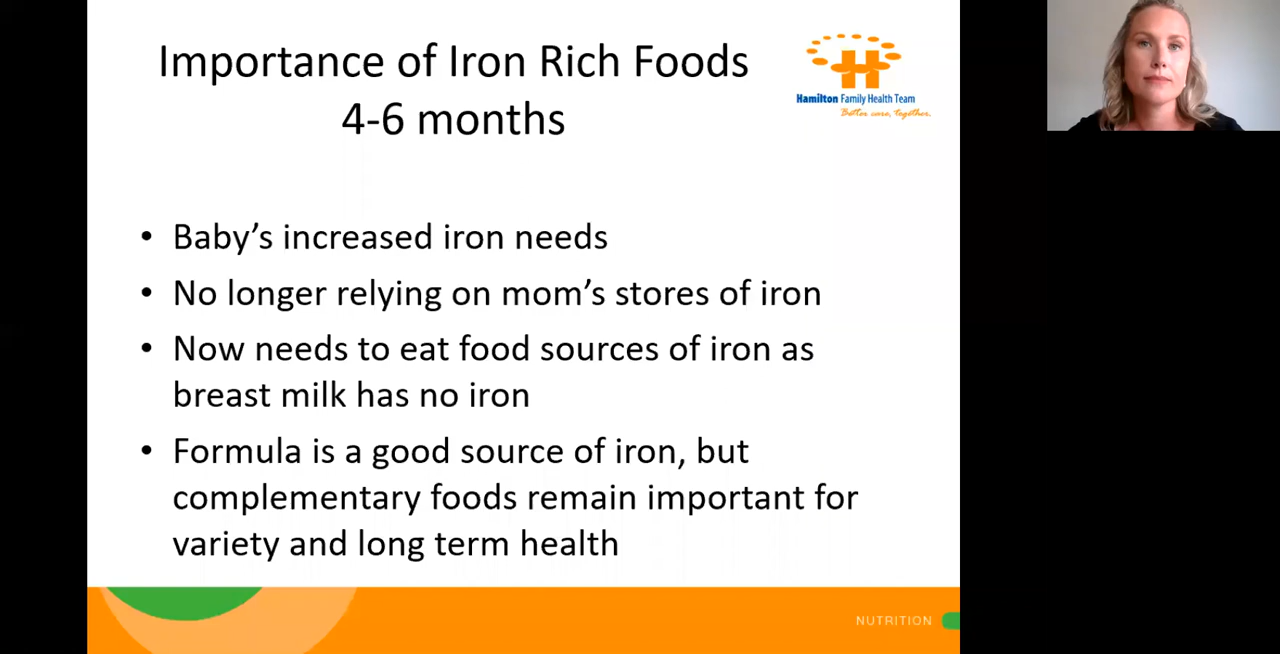 Importance of Iron Rich Foods
4-6 months
Hamilton Family Health Team
Better care, together.
• Baby's increased iron needs
• No longer relying on mom's stores of iron
• Now needs to eat food sources of iron as
breast milk has no iron
• Formula is a good source of iron, but
complementary foods remain important for
variety and long term health
NUTRITION